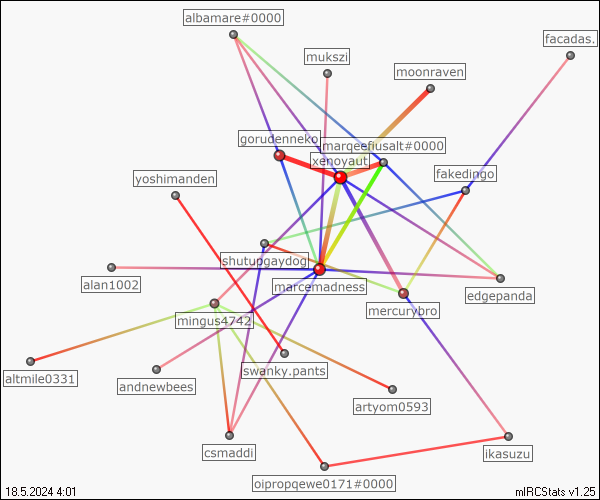 albamare#0000
facadas.
mukszi
moonraven
gorudenneko
marqeefiusalt#0000
xenoyaut
fakedingo
yoshimanden
shutupgaydog
alan1002
marcemadness
edgepanda
mercurybro
mingus4742
swanky.pants
altmile0331
andnewbees
artyom0593
csmaddi
ikasuzu
oipropqewe0171#0000
18.5.2024 4:01
mIRCStats v1.25